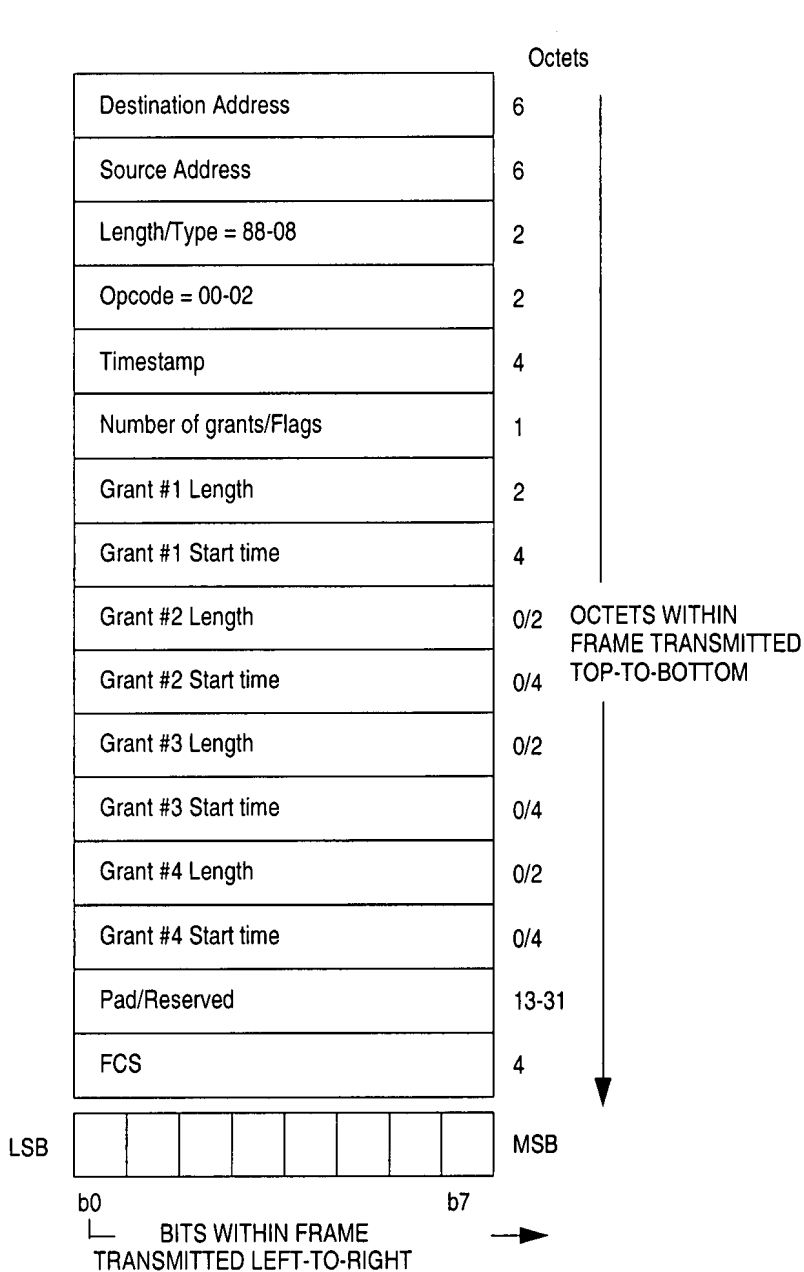 Octets
Destination Address 6
Source Address 6
Length/Type = 88-08 2
Opcode = 00-02 2
Timestamp 4
Number of grants/Flags 1
Grant #1 Length 2
Grant #1 Start time 4
Grant #2 Length 0/2
Grant #2 Start time 0/4
Grant #3 Length 0/2
Grant #3 Start time 0/4
Grant #4 Length 0/2
Grant #4 Start time 0/4
Pad/Reserved 13-31
FCS 4
OCTETS WITHIN
FRAME TRANSMITTED
TOP-TO-BOTTOM
LSB MSB
b0 b7
BITS WITHIN FRAME
TRANSMITTED LEFT-TO-RIGHT